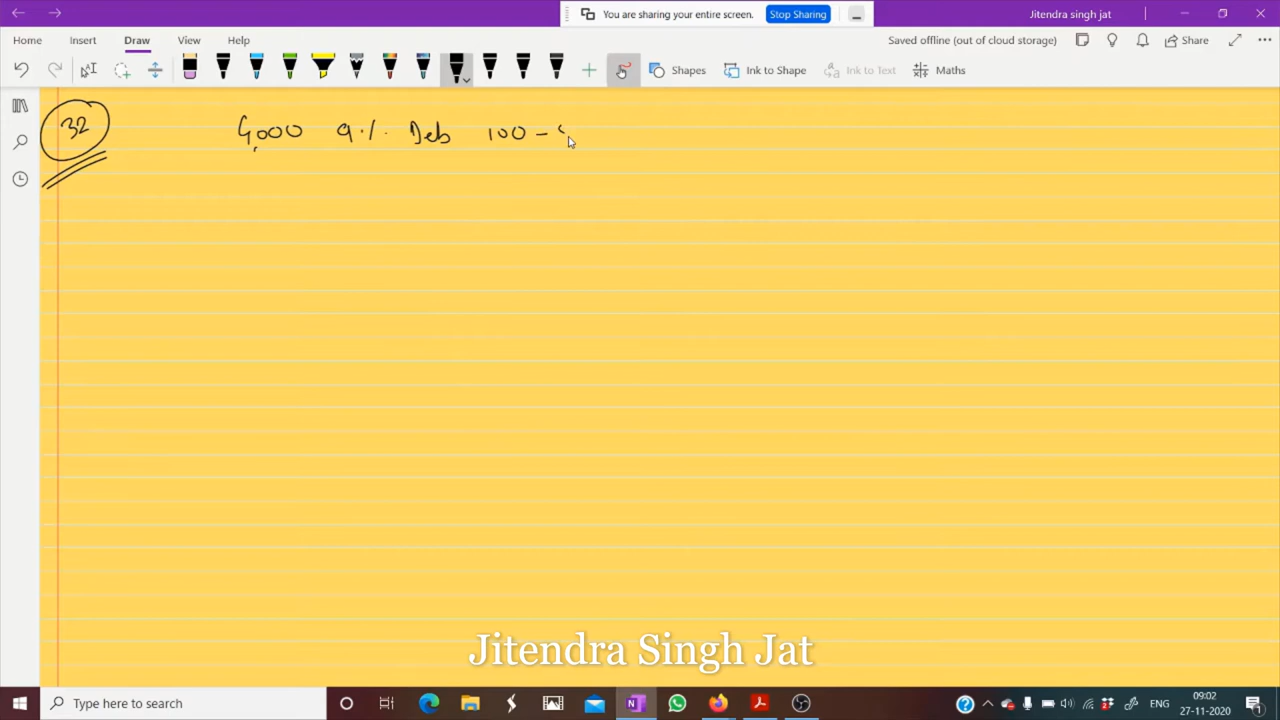 You are sharing your entire screen. Stop Sharing
Jitendra singh jat
Home Insert Draw View Help
Saved offline (out of cloud storage)
Share
Shapes
Ink to Shape
Ink to Text
Maths
32
4,000 9% Deb 100 -
Jitendra Singh Jat
Type here to search
ENG
09:02
27-11-2020